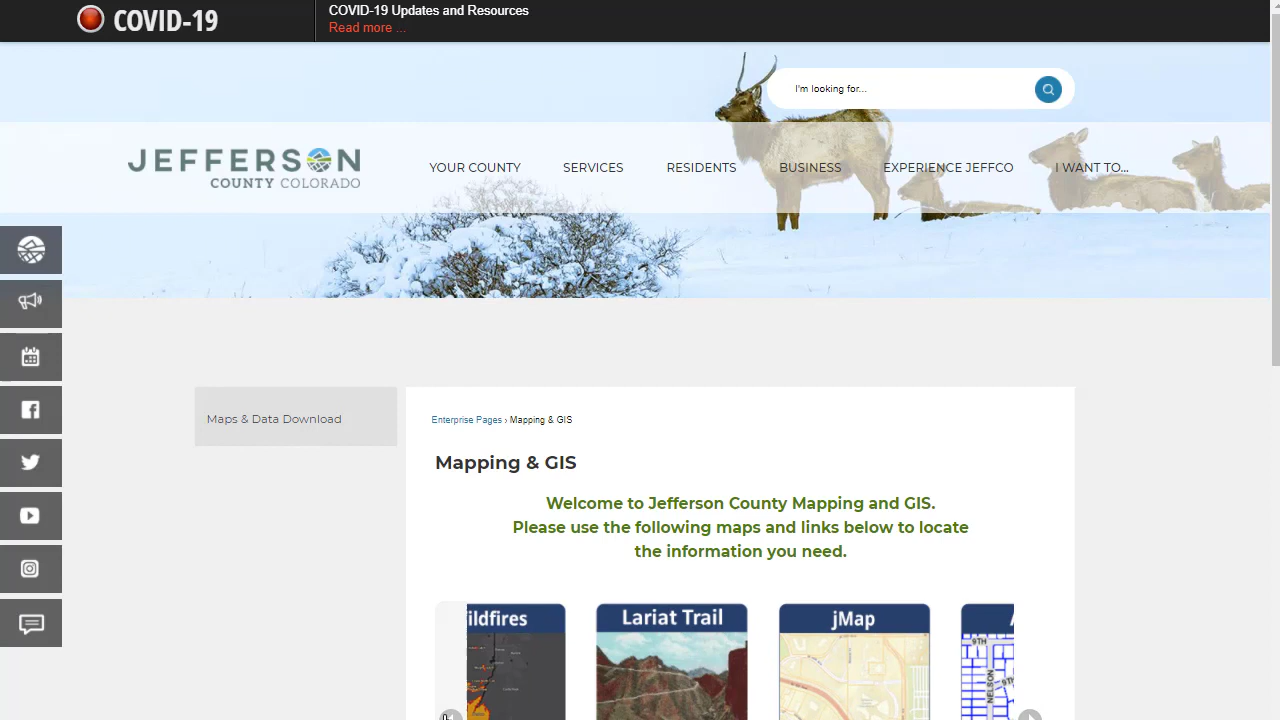 COVID-19
COVID-19 Updates and Resources
Read more ...
I'm looking for...
JEFFERSON
COUNTY COLORADO
YOUR COUNTY
SERVICES
RESIDENTS
BUSINESS
EXPERIENCE JEFFCO
I WANT TO...
Maps & Data Download
Enterprise Pages › Mapping & GIS
Mapping & GIS
Welcome to Jefferson County Mapping and GIS.
Please use the following maps and links below to locate
the information you need.
ildfires
Lariat Trail
jMap
9TH
NELSON